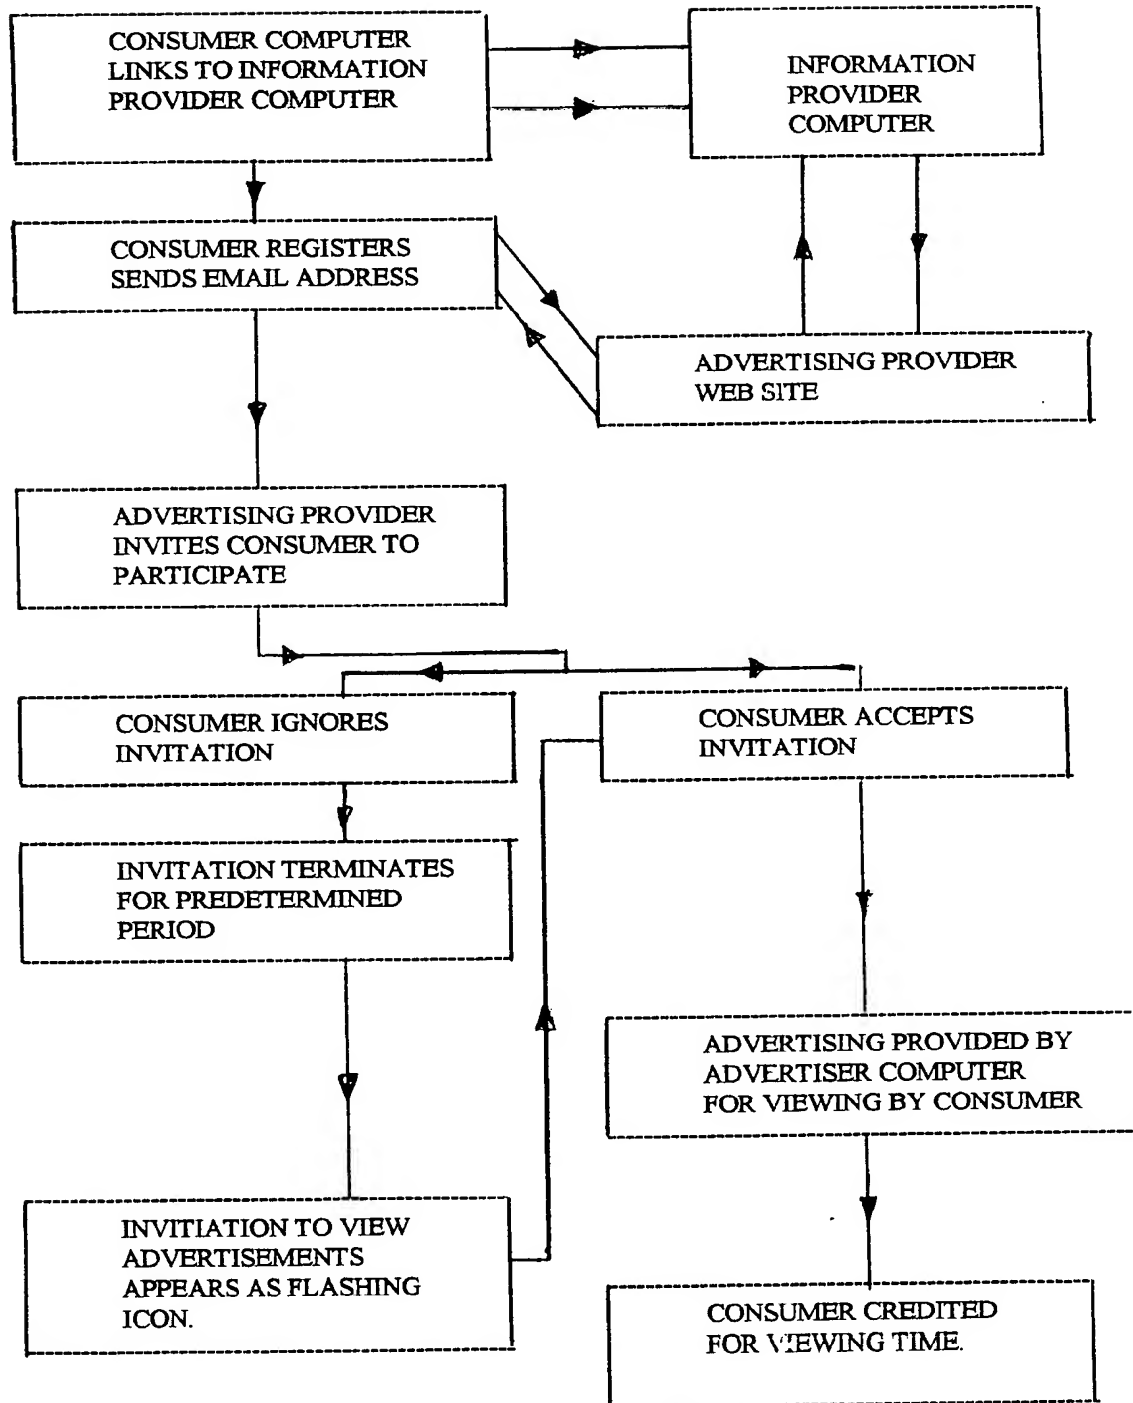 CONSUMER COMPUTER
LINKS TO INFORMATION
PROVIDER COMPUTER
INFORMATION
PROVIDER
COMPUTER
CONSUMER REGISTERS
SENDS EMAIL ADDRESS
ADVERTISING PROVIDER
WEB SITE
ADVERTISING PROVIDER
INVITES CONSUMER TO
PARTICIPATE
CONSUMER IGNORES
INVITATION
CONSUMER ACCEPTS
INVITATION
INVITATION TERMINATES
FOR PREDETERMINED
PERIOD
ADVERTISING PROVIDED BY
ADVERTISER COMPUTER
FOR VIEWING BY CONSUMER
INVITIATION TO VIEW
ADVERTISEMENTS
APPEARS AS FLASHING
ICON.
CONSUMER CREDITED
FOR VIEWING TIME.